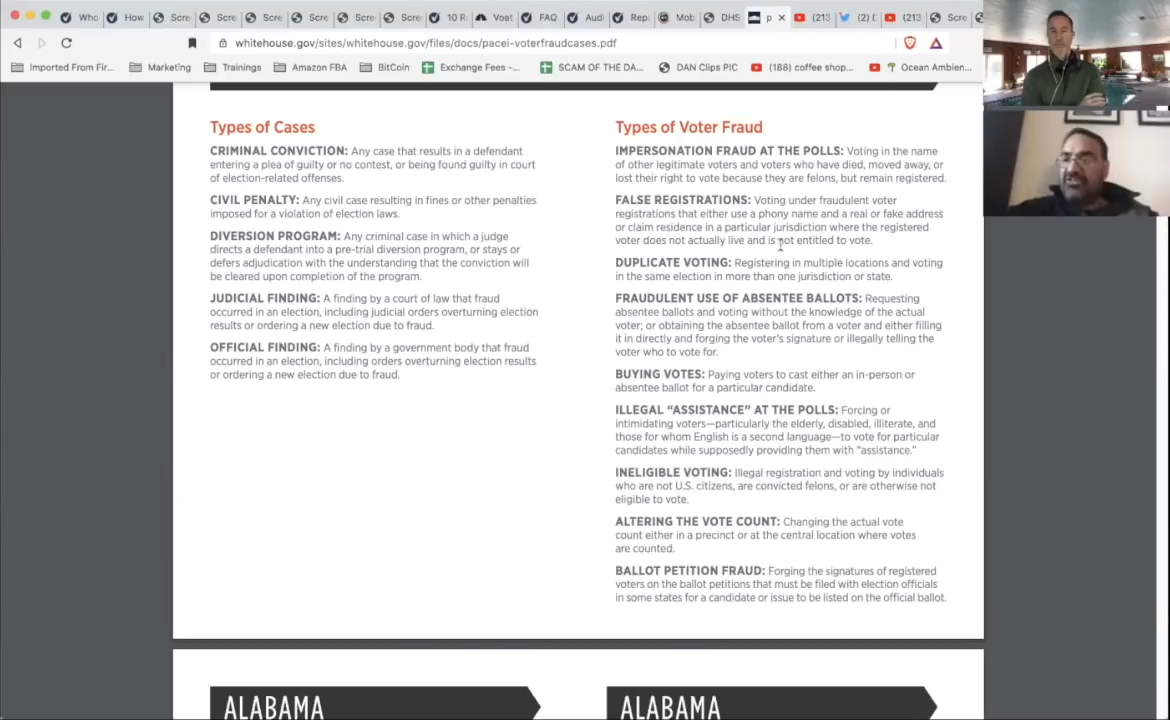 Who
How
Scre
Scre
Scre
Scre
Scre
Scre
10 R
Voat
FAQ
Audi
Rep
Mob
DHS
p
(213
(2) D
(213
Scre
whitehouse.gov/sites/whitehouse.gov/files/docs/pacei-voterfraudcases.pdf
Imported From Fir...
Marketing
Trainings
Amazon FBA
BitCoin
Exchange Fees -...
SCAM OF THE DA...
DAN Clips PIC
(188) coffee shop...
Ocean Ambien...
Types of Cases
CRIMINAL CONVICTION: Any case that results in a defendant
entering a plea of guilty or no contest, or being found guilty in court
of election-related offenses.
CIVIL PENALTY: Any civil case resulting in fines or other penalties
imposed for a violation of election laws.
DIVERSION PROGRAM: Any criminal case in which a judge
directs a defendant into a pre-trial diversion program, or stays or
defers adjudication with the understanding that the conviction will
be cleared upon completion of the program.
JUDICIAL FINDING: A finding by a court of law that fraud
occurred in an election, including judicial orders overturning election
results or ordering a new election due to fraud.
OFFICIAL FINDING: A finding by a government body that fraud
occurred in an election, including orders overturning election results
or ordering a new election due to fraud.
Types of Voter Fraud
IMPERSONATION FRAUD AT THE POLLS: Voting in the name
of other legitimate voters and voters who have died, moved away, or
lost their right to vote because they are felons, but remain registered.
FALSE REGISTRATIONS: Voting under fraudulent voter
registrations that either use a phony name and a real or fake address
or claim residence in a particular jurisdiction where the registered
voter does not actually live and is not entitled to vote.
DUPLICATE VOTING: Registering in multiple locations and voting
in the same election in more than one jurisdiction or state.
FRAUDULENT USE OF ABSENTEE BALLOTS: Requesting
absentee ballots and voting without the knowledge of the actual
voter; or obtaining the absentee ballot from a voter and either filling
it in directly and forging the voter's signature or illegally telling the
voter who to vote for.
BUYING VOTES: Paying voters to cast either an in-person or
absentee ballot for a particular candidate.
ILLEGAL “ASSISTANCE” AT THE POLLS: Forcing or
intimidating voters—particularly the elderly, disabled, illiterate, and
those for whom English is a second language—to vote for particular
candidates while supposedly providing them with “assistance.”
INELIGIBLE VOTING: Illegal registration and voting by individuals
who are not U.S. citizens, are convicted felons, or are otherwise not
eligible to vote.
ALTERING THE VOTE COUNT: Changing the actual vote
count either in a precinct or at the central location where votes
are counted.
BALLOT PETITION FRAUD: Forging the signatures of registered
voters on the ballot petitions that must be filed with election officials
in some states for a candidate or issue to be listed on the official ballot.
ALABAMA
ALABAMA